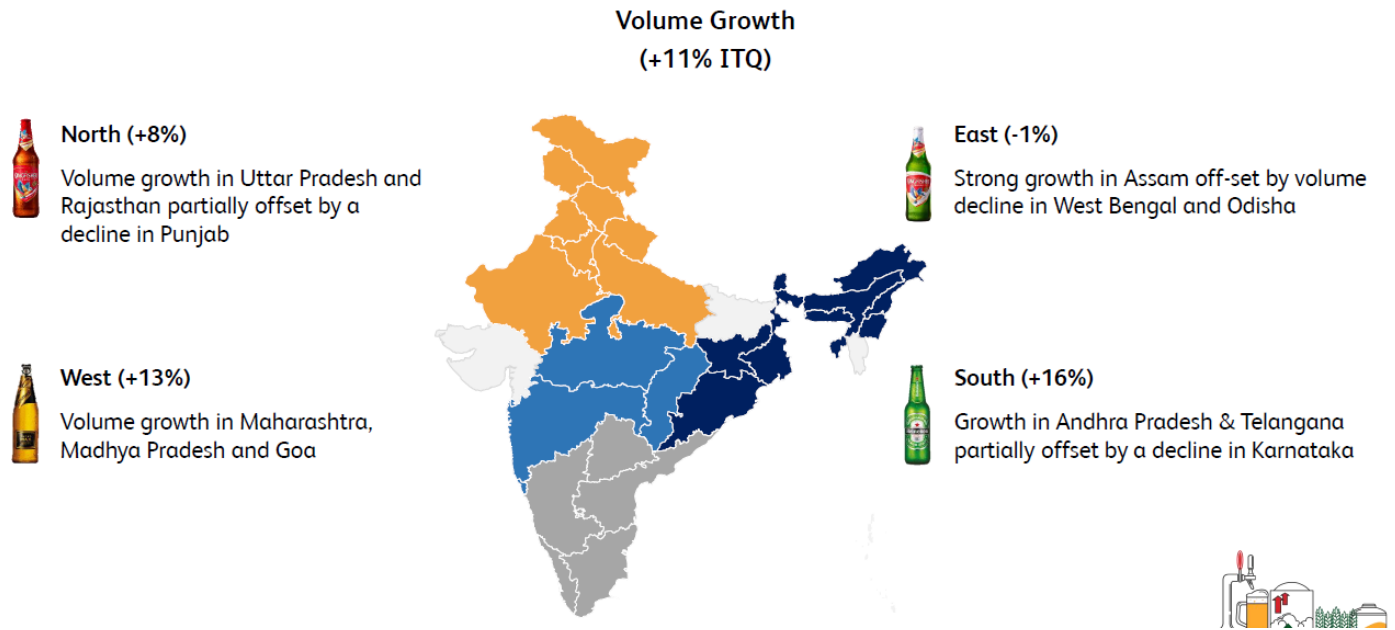 Volume Growth
(+11% ITQ)
North (+8%)
Volume growth in Uttar Pradesh and
Rajasthan partially offset by a
decline in Punjab
East (-1%)
Strong growth in Assam off-set by volume
decline in West Bengal and Odisha
West (+13%)
Volume growth in Maharashtra,
Madhya Pradesh and Goa
South (+16%)
Growth in Andhra Pradesh & Telangana
partially offset by a decline in Karnataka